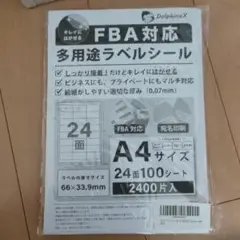 DolphinsX
キレイに
はがせる
FBA対応
多用途ラベルシール
しっかり接着!だけどキレイにはがせる
ビジネスにも、プライベートにもマルチ対応
絵紙がしやすい適切な厚み(0.07mm)
24
面
FBA対応
宛名印刷
A4サイズ
24面100シート
2400片入
ラベルの実寸サイズ
66×33.9mm